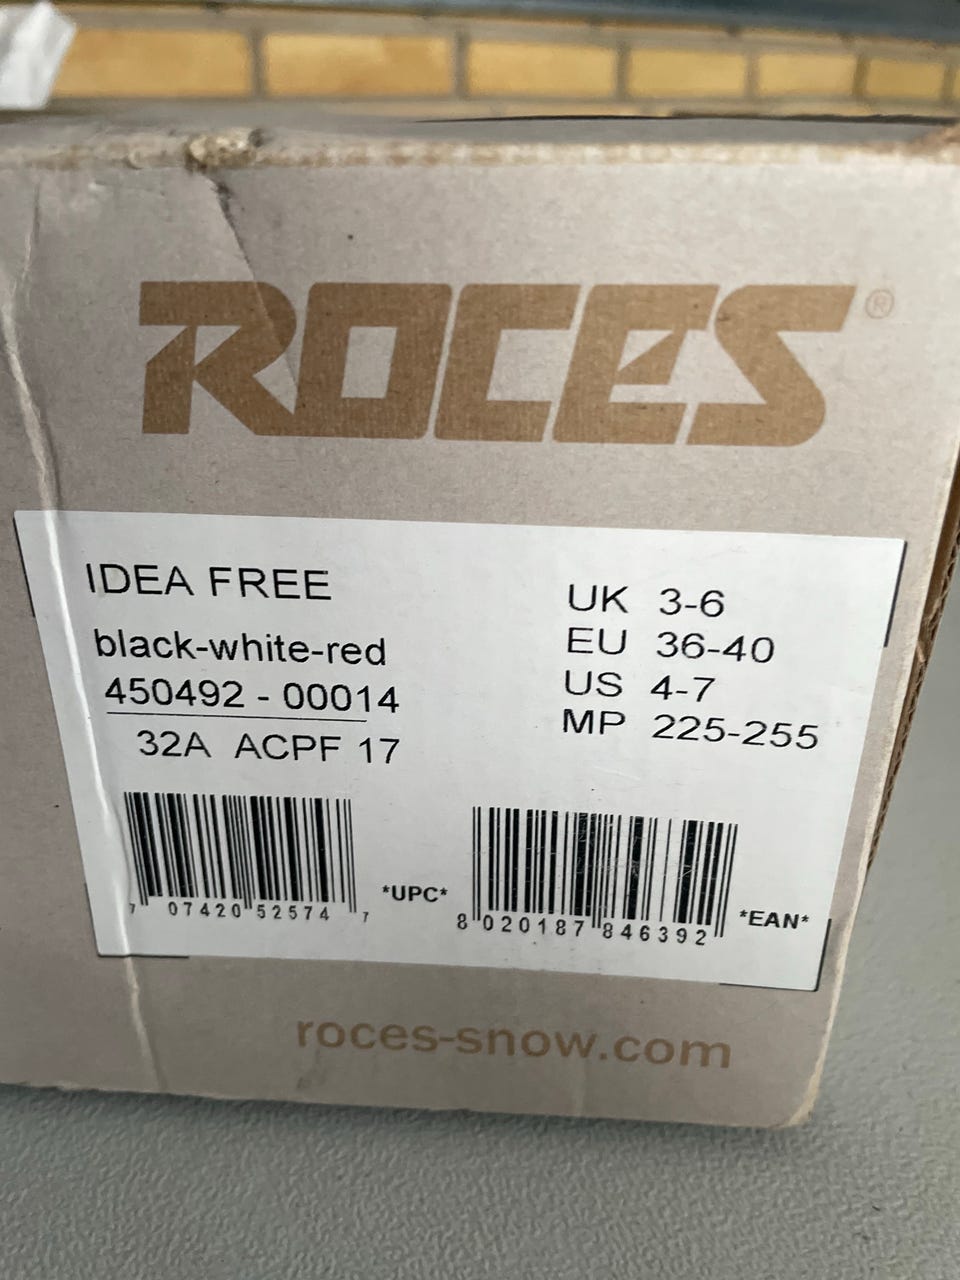 ROCES®
IDEA FREE
black-white-red
450492 - 00014
32A ACPF 17
UK 3-6
EU 36-40
US 4-7
MP 225-255
7 07420 52574 7
*UPC*
8 020187 846392
*EAN*
roces-snow.com